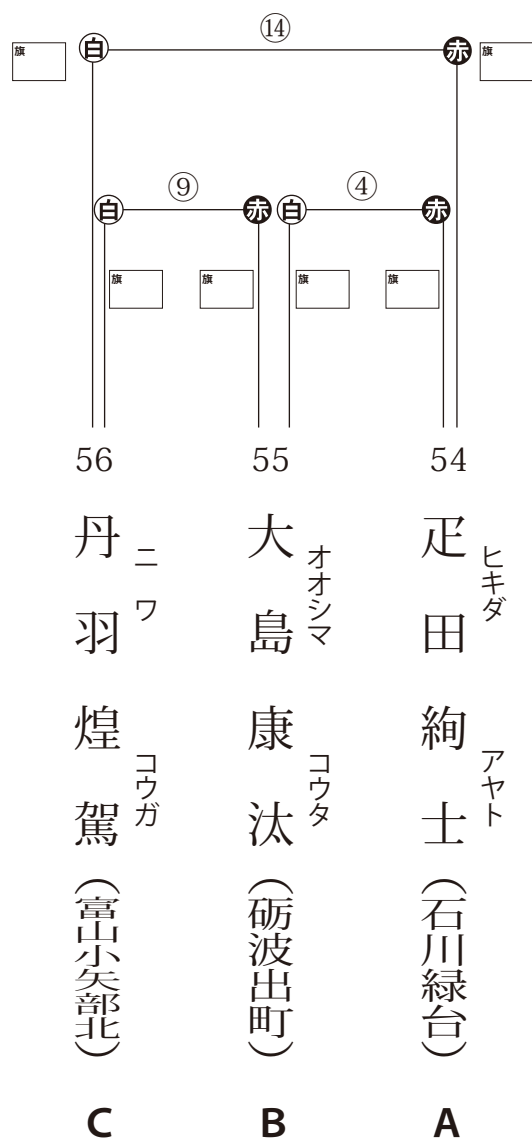 ⑭
旗
白
赤
旗
⑨
④
白
赤
白
赤
旗
旗
旗
旗
54
疋田 絢士
ヒキダ アヤト
(石川緑台)
A
55
大島 康汰
オオシマ コウタ
(砺波出町)
B
56
丹羽 煌駕
ニワ コウガ
(富山小矢部北)
C